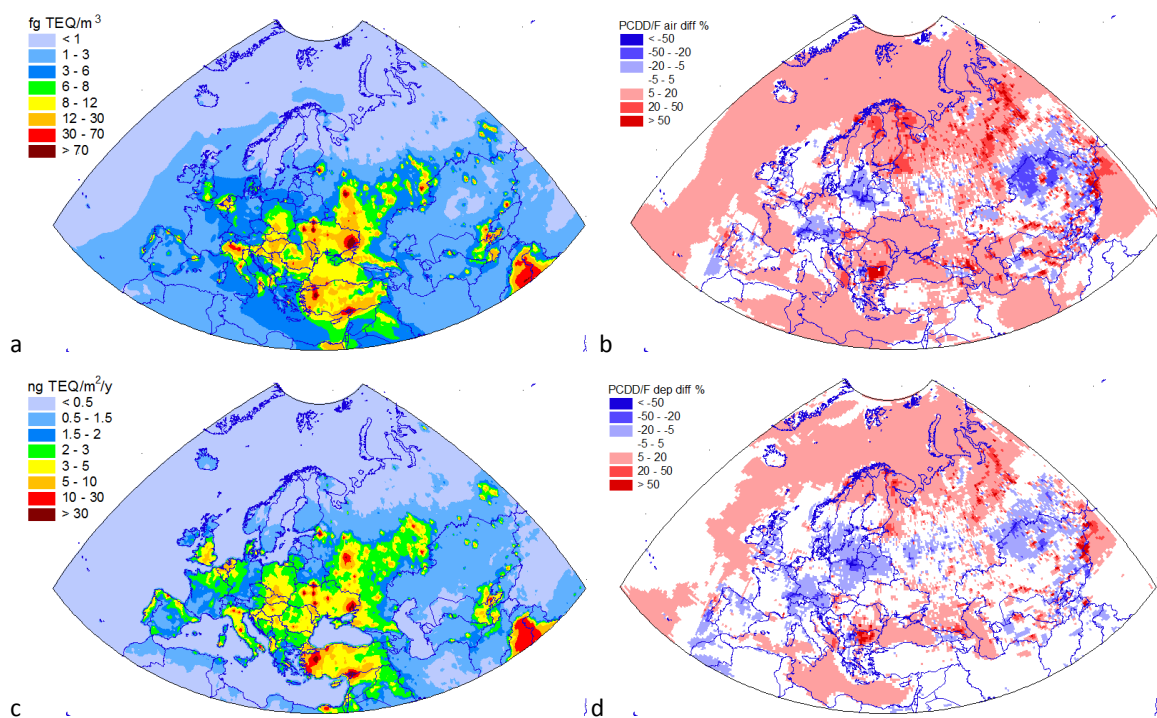 fg TEQ/m³
< 1
1 - 3
3 - 6
6 - 8
8 - 12
12 - 30
30 - 70
> 70
a
PCDD/F air diff %
< -50
-50 - -20
-20 - -5
-5 - 5
5 - 20
20 - 50
> 50
b
ng TEQ/m²/y
< 0.5
0.5 - 1.5
1.5 - 2
2 - 3
3 - 5
5 - 10
10 - 30
> 30
c
PCDD/F dep diff %
< -50
-50 - -20
-20 - -5
-5 - 5
5 - 20
20 - 50
> 50
d